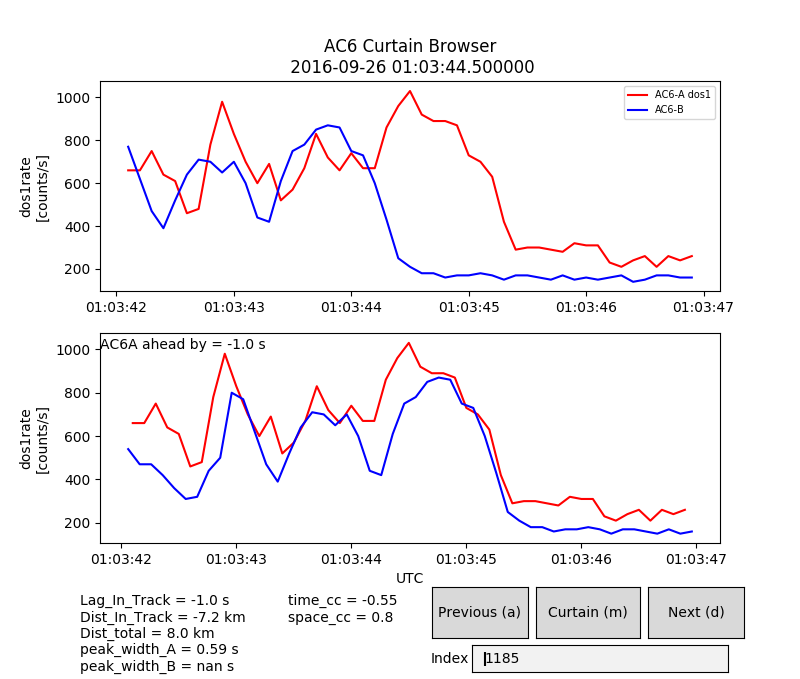 AC6 Curtain Browser
2016-09-26 01:03:44.500000
dos1rate
[counts/s]
1000
800
600
400
200
AC6-A dos1
AC6-B
01:03:42 01:03:43 01:03:44 01:03:45 01:03:46 01:03:47
AC6A ahead by = -1.0 s
dos1rate
[counts/s]
1000
800
600
400
200
01:03:42 01:03:43 01:03:44 01:03:45 01:03:46 01:03:47
UTC
Lag_In_Track = -1.0 s
Dist_In_Track = -7.2 km
Dist_total = 8.0 km
peak_width_A = 0.59 s
peak_width_B = nan s
time_cc = -0.55
space_cc = 0.8
Previous (a) Curtain (m) Next (d)
Index 1185